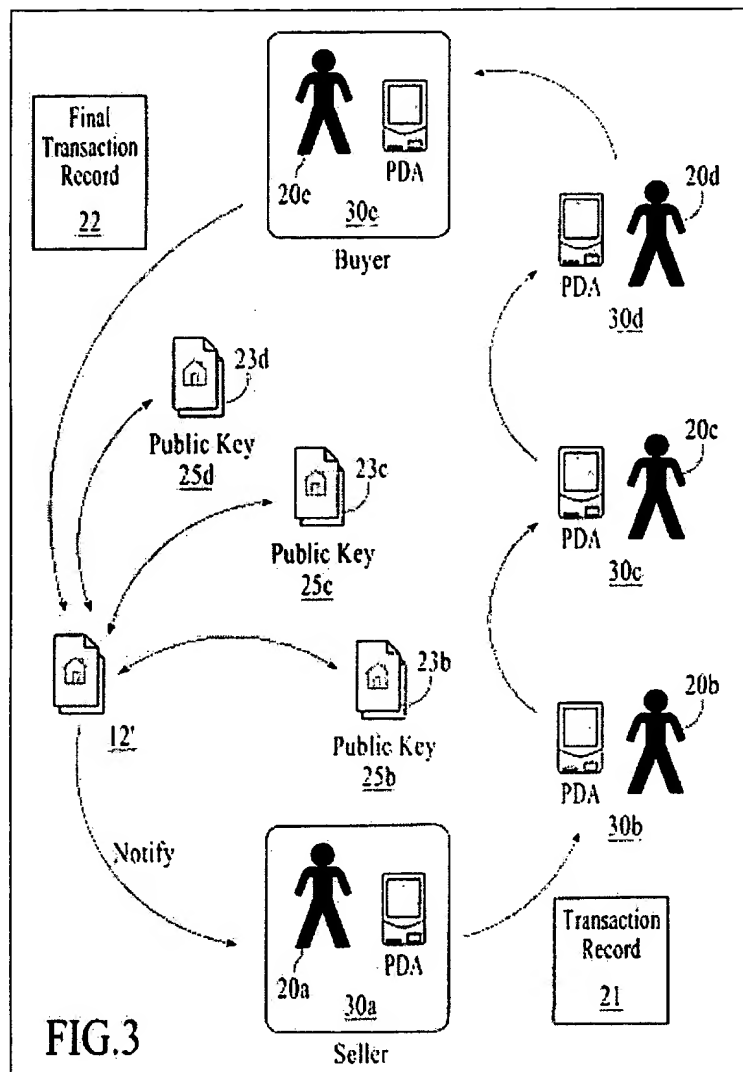 Final
Transaction
Record
22
20e
PDA
30e
Buyer
20d
PDA
30d
23d
Public Key
25d
23c
Public Key
25c
20c
PDA
30c
23b
Public Key
25b
12'
20b
PDA
30b
Notify
20a
PDA
30a
Seller
Transaction
Record
21
FIG.3